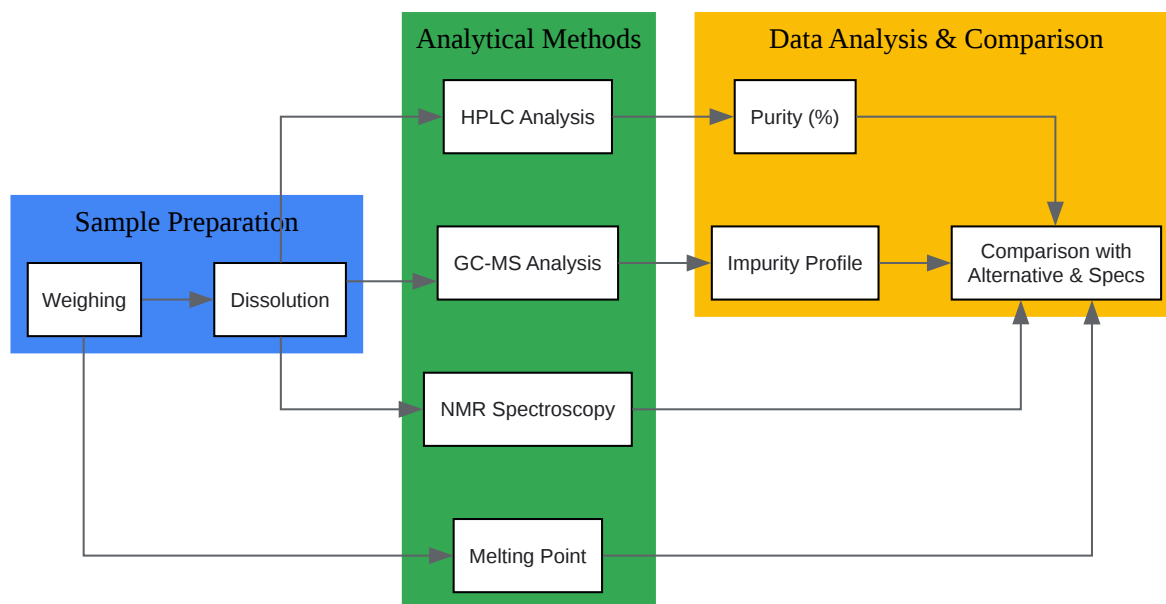 Analytical Methods
Data Analysis & Comparison
HPLC Analysis
Purity (%)
Sample Preparation
GC-MS Analysis
Impurity Profile
Comparison with
Alternative & Specs
Weighing
Dissolution
NMR Spectroscopy
Melting Point